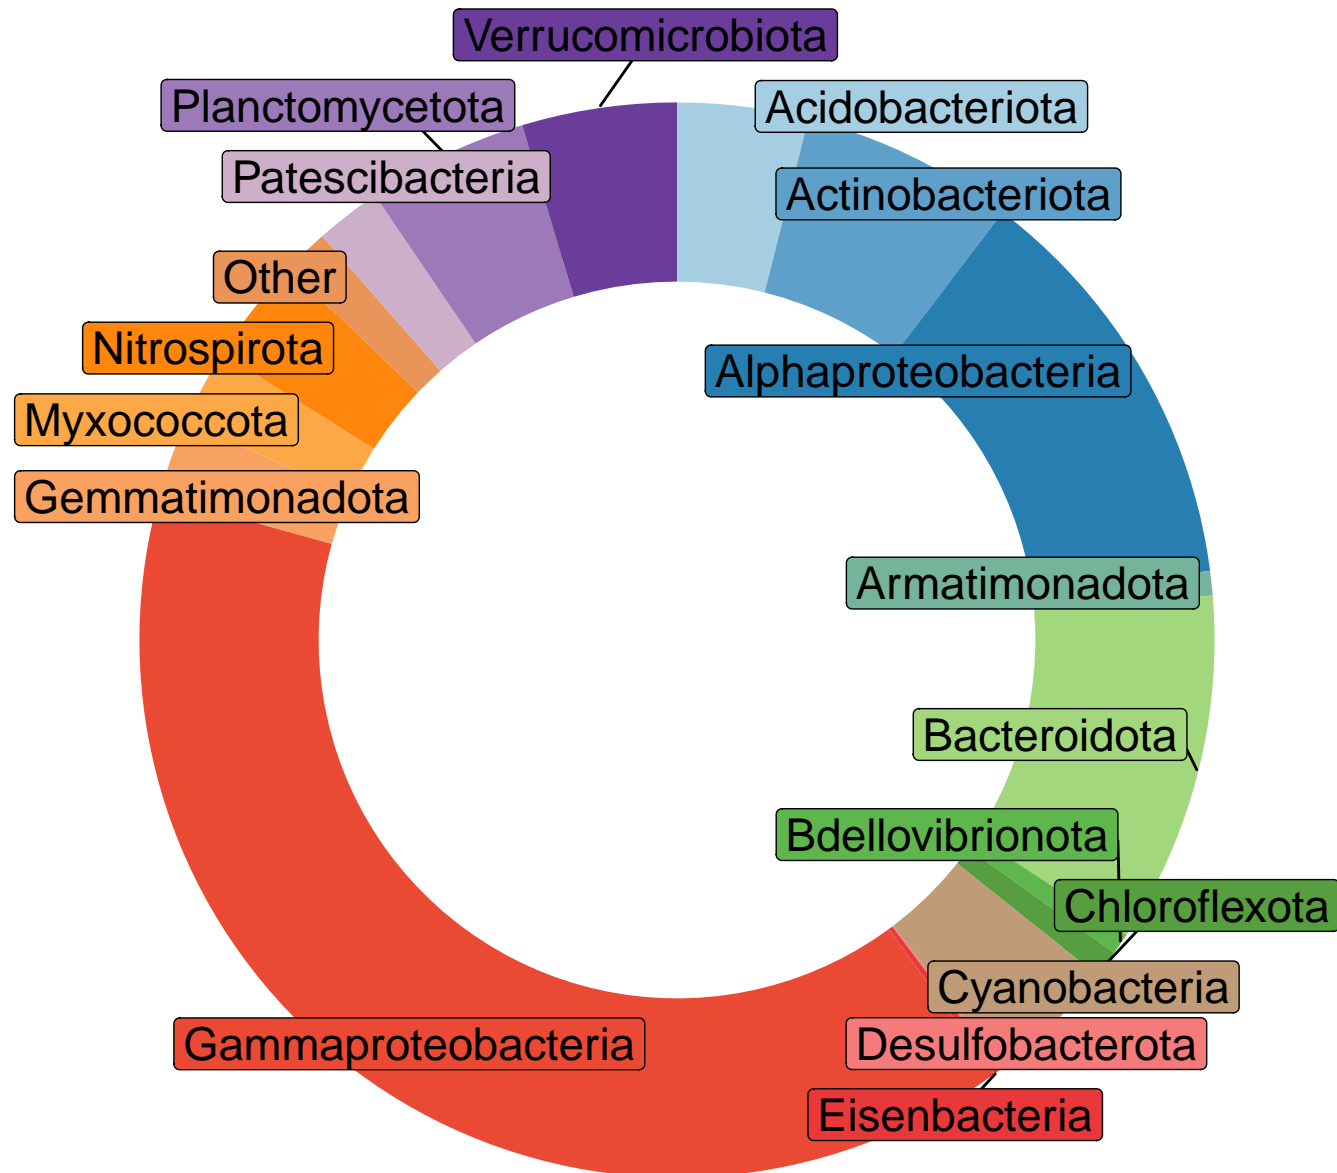 Verrucomicrobiota
Planctomycetota
Acidobacteriota
Patescibacteria
Actinobacteriota
Other
Nitrospirota
Alphaproteobacteria
Myxococcota
Gemmatimonadota
Armatimonadota
Bacteroidota
Bdellovibrionota
Chloroflexota
Cyanobacteria
Gammaproteobacteria
Desulfobacterota
Eisenbacteria